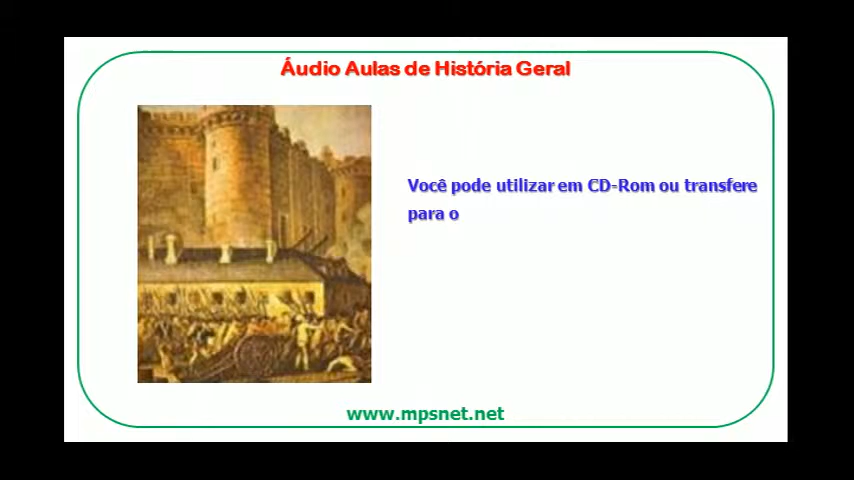 Áudio Aulas de História Geral
Você pode utilizar em CD-Rom ou transfere
para o
www.mpsnet.net